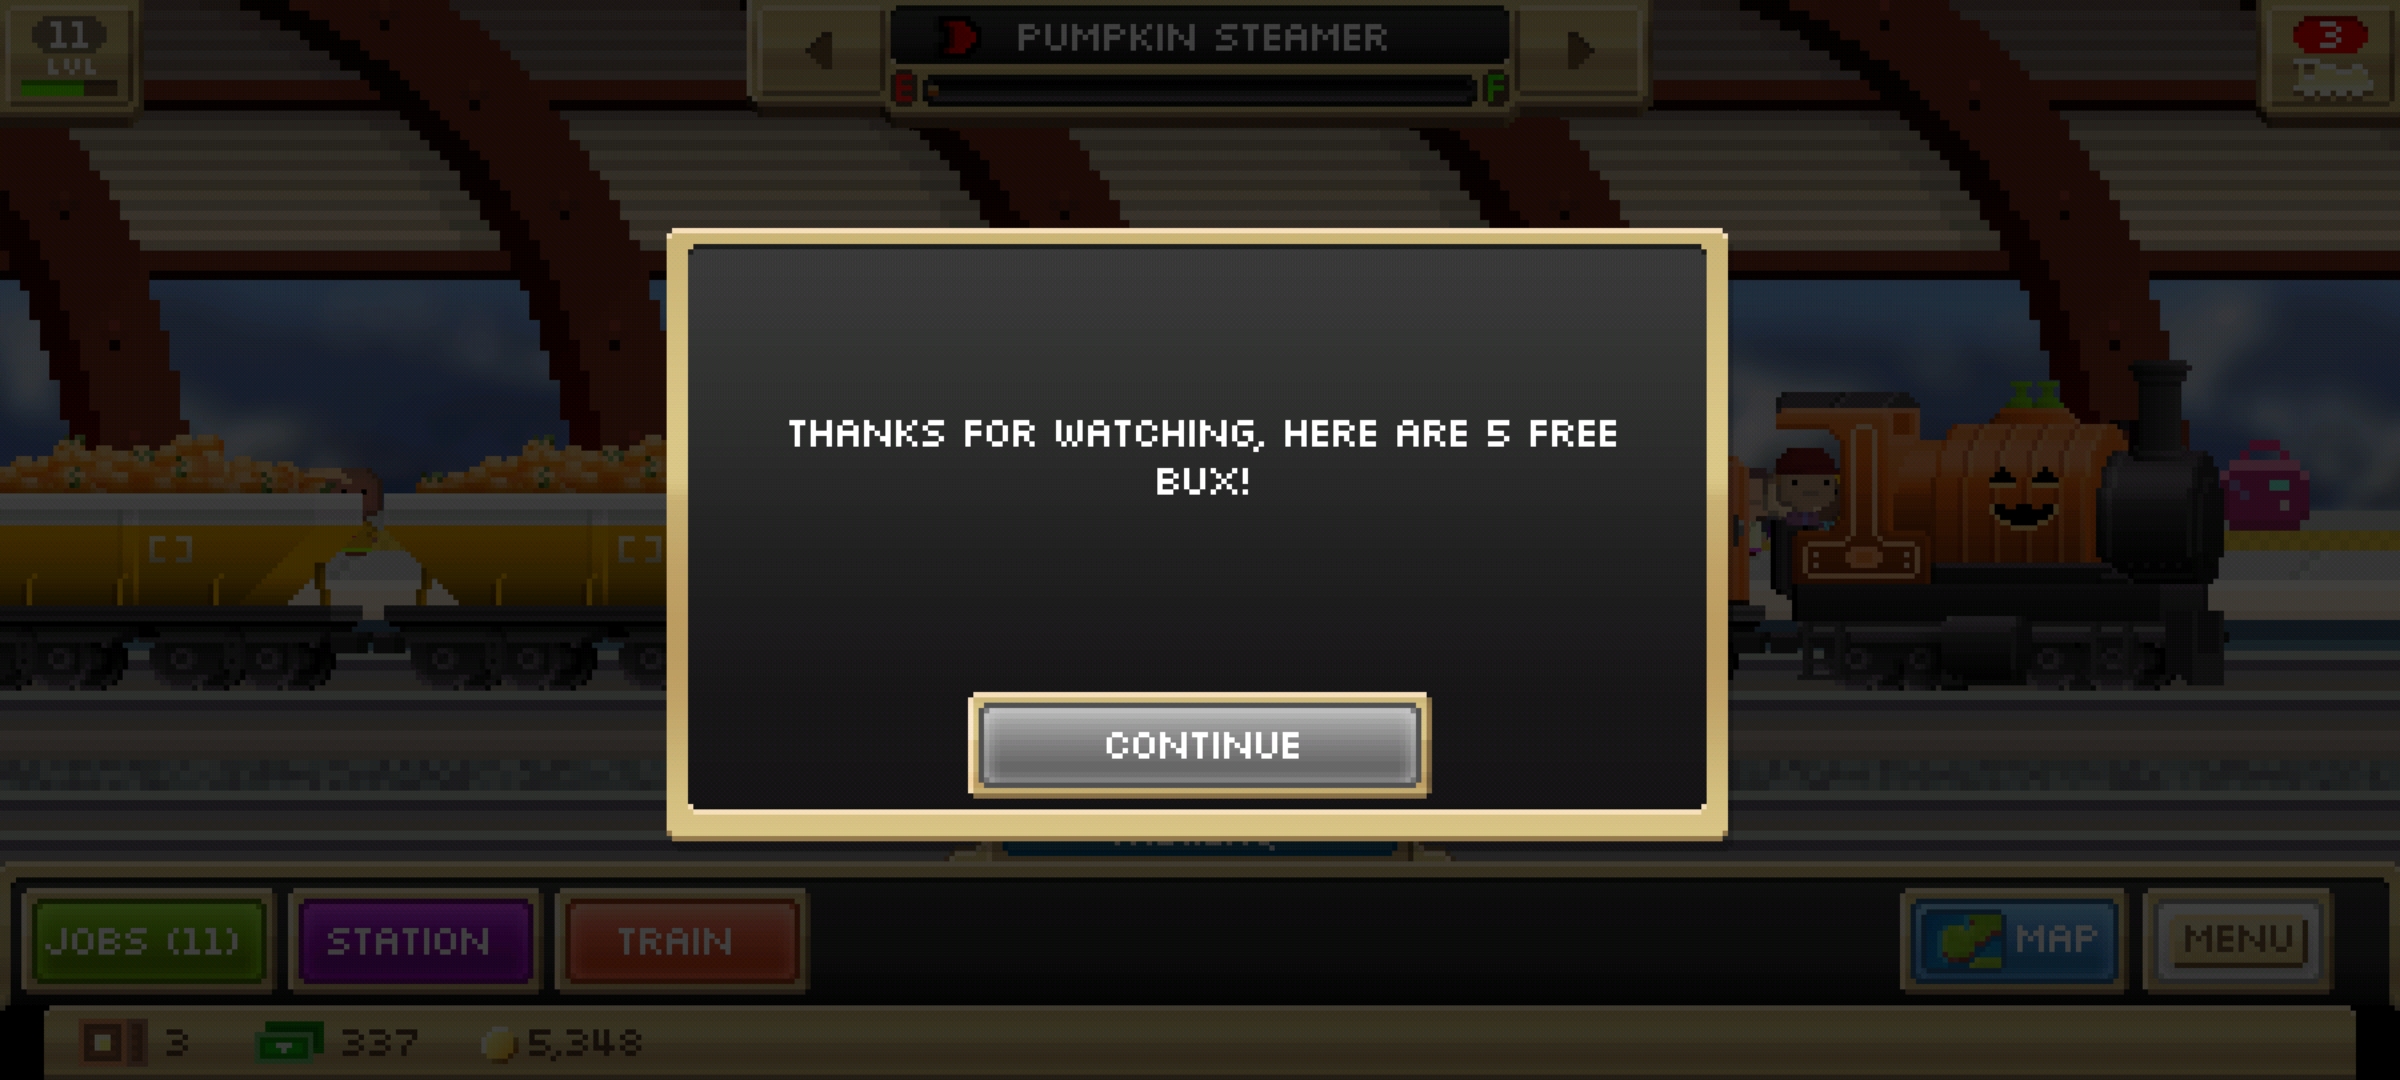 11
LVL
PUMPKIN STEAMER
E F
3
THANKS FOR WATCHING, HERE ARE 5 FREE
BUX!
CONTINUE
JOBS (11)
STATION
TRAIN
MAP
MENU
3
337
5,348